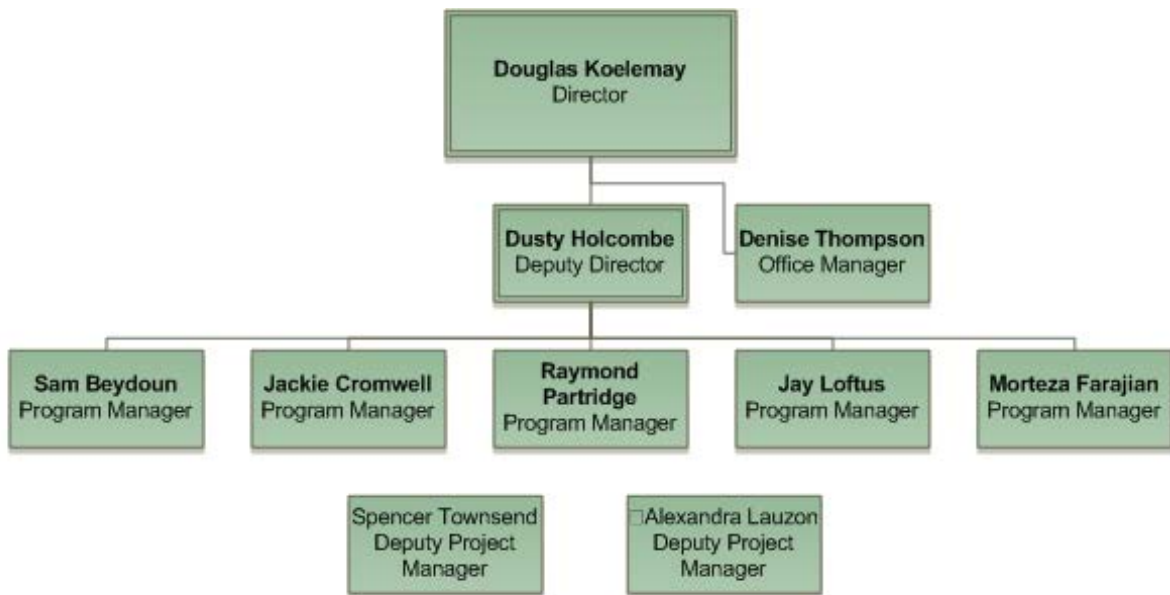 Douglas Koelemay
Director
Dusty Holcombe
Deputy Director
Denise Thompson
Office Manager
Sam Beydoun
Program Manager
Jackie Cromwell
Program Manager
Raymond
Partridge
Program Manager
Jay Loftus
Program Manager
Morteza Farajian
Program Manager
Spencer Townsend
Deputy Project
Manager
□Alexandra Lauzon
Deputy Project
Manager